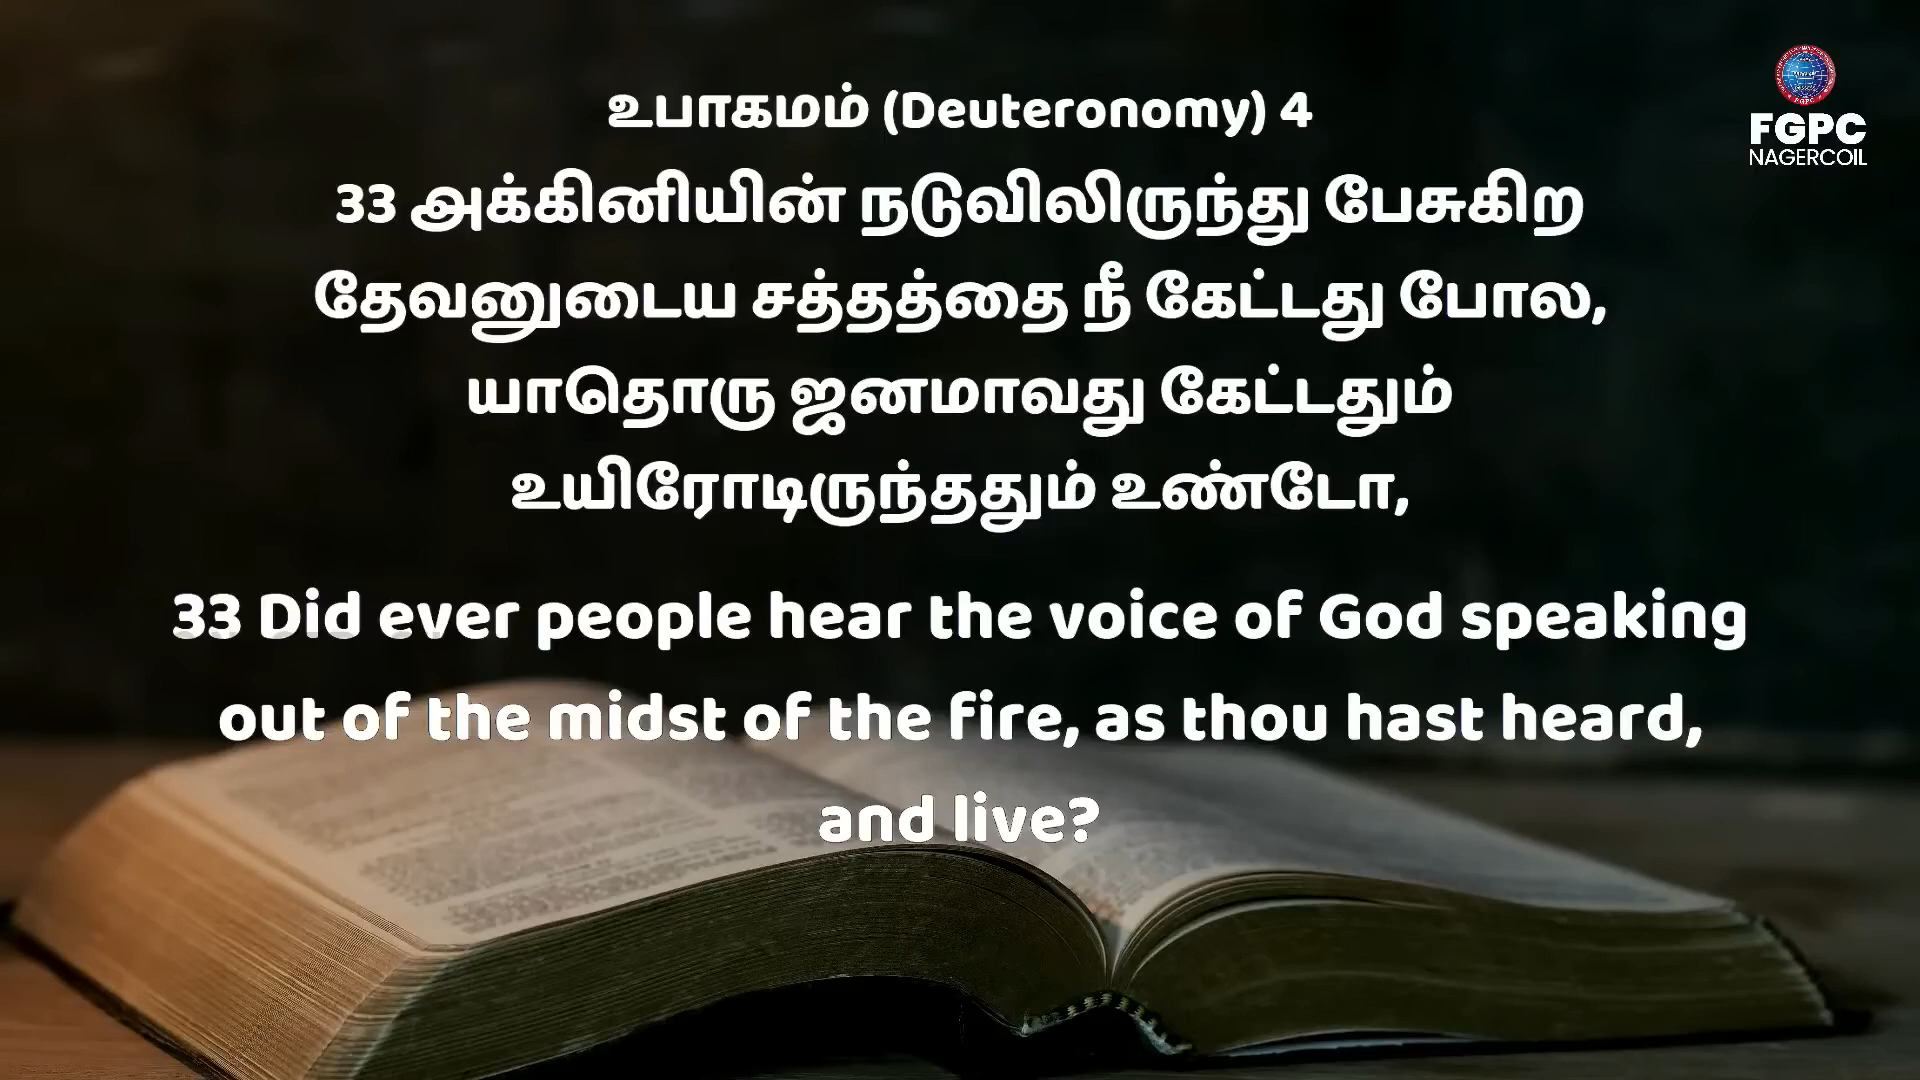 உபாகமம் (Deuteronomy) 4
33 அக்கினியின் நடுவிலிருந்து பேசுகிற
தேவனுடைய சத்தத்தை நீ கேட்டது போல,
யாதொரு ஜனமாவது கேட்டதும்
உயிரோடிருந்ததும் உண்டோ,
33 Did ever people hear the voice of God speaking
out of the midst of the fire, as thou hast heard,
and live?
FGPC
NAGERCOIL